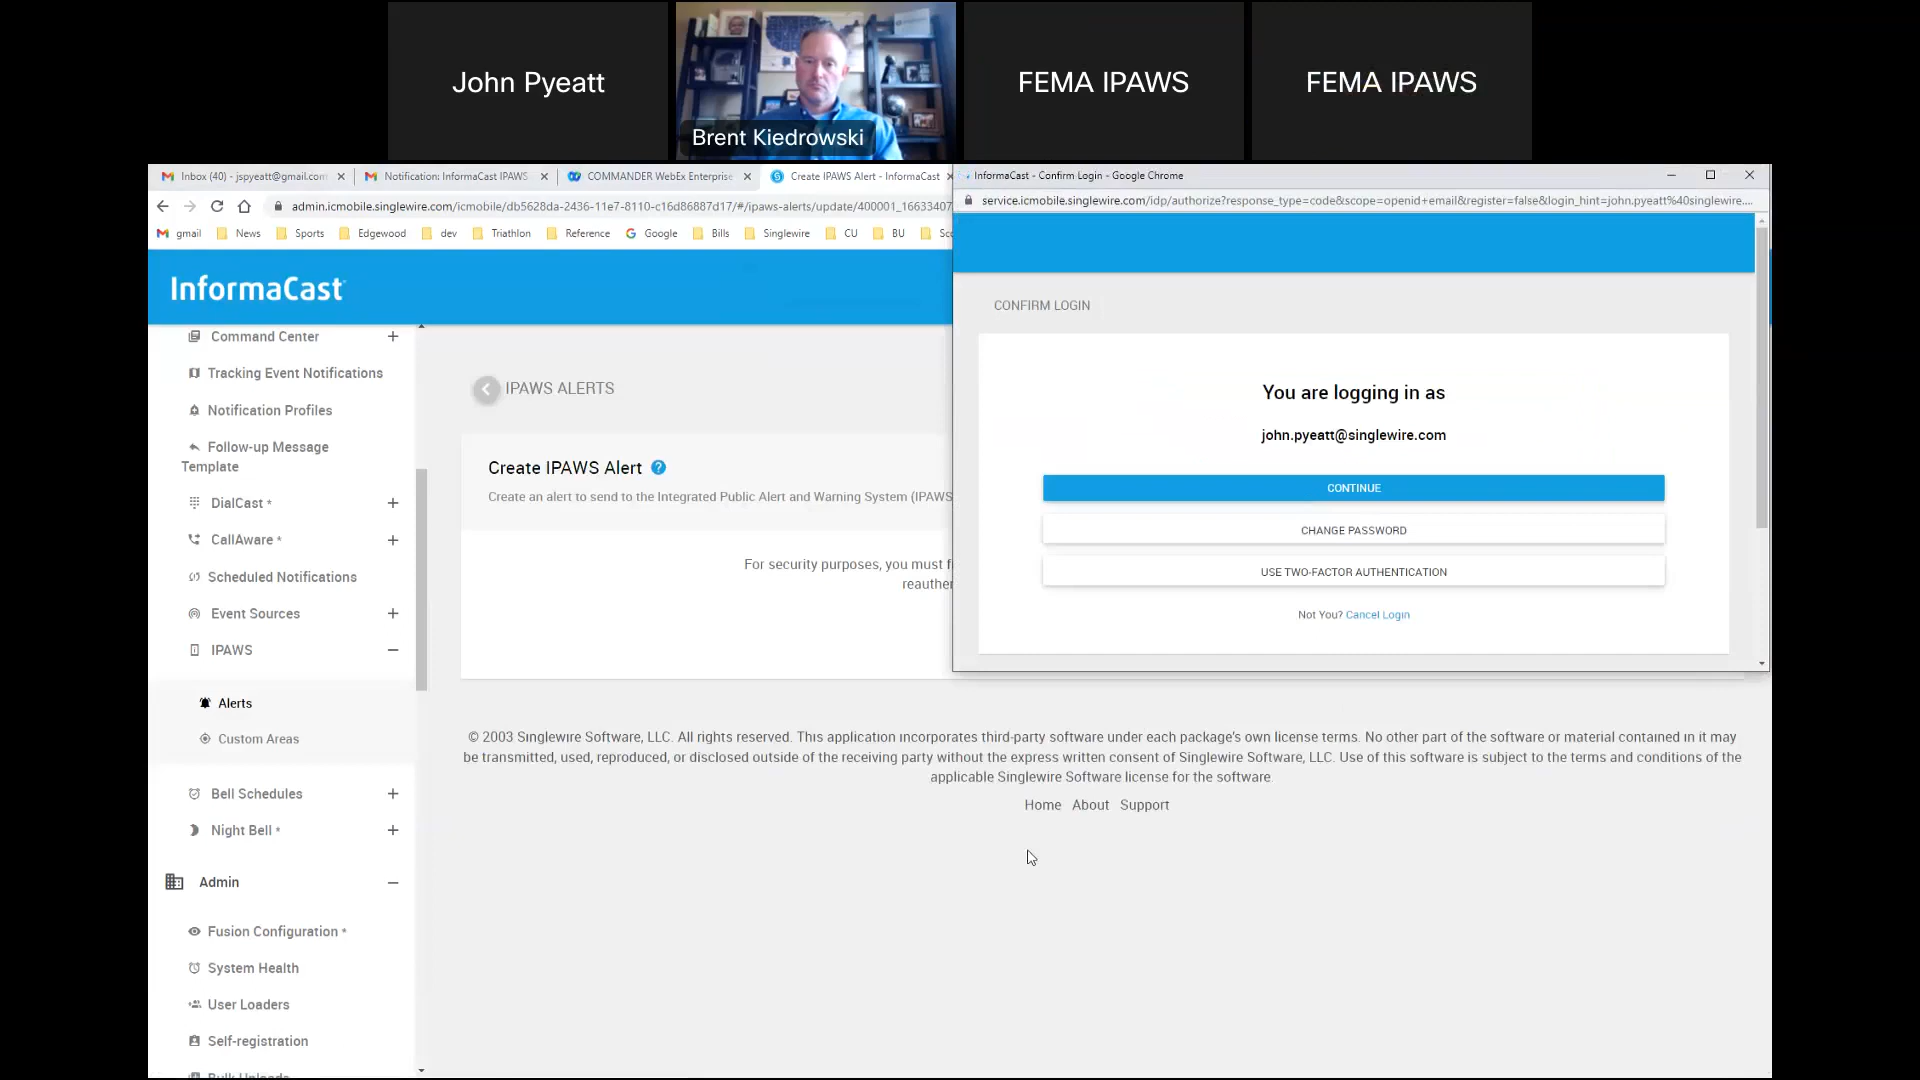 John Pyeatt
Brent Kiedrowski
FEMA IPAWS
FEMA IPAWS
Inbox (40) - jspyeatt@gmail.com
Notification: InformaCast IPAWS
COMMANDER WebEx Enterprise
Create IPAWS Alert - InformaCast
InformaCast - Confirm Login - Google Chrome
admin.icmobile.singlewire.com/icmobile/db5628da-2436-11e7-8110-c16d86887d17/#/ipaws-alerts/update/400001_16633407
service.icmobile.singlewire.com/idp/authorize?response_type=code&scope=openid+email&register=false&login_hint=john.pyeatt%40singlewire....
gmail News Sports Edgewood dev Triathlon Reference Google Bills Singlewire CU BU Sco
InformaCast
CONFIRM LOGIN
You are logging in as
john.pyeatt@singlewire.com
CONTINUE
CHANGE PASSWORD
USE TWO-FACTOR AUTHENTICATION
Not You? Cancel Login
Command Center +
Tracking Event Notifications
Notification Profiles
Follow-up Message
Template
DialCast * +
CallAware * +
Scheduled Notifications
Event Sources +
IPAWS −
Alerts
Custom Areas
Bell Schedules +
Night Bell * +
Admin −
Fusion Configuration *
System Health
User Loaders
Self-registration
Bulk Uploads
IPAWS ALERTS
Create IPAWS Alert ?
Create an alert to send to the Integrated Public Alert and Warning System (IPAWS
For security purposes, you must f
reauthen
© 2003 Singlewire Software, LLC. All rights reserved. This application incorporates third-party software under each package's own license terms. No other part of the software or material contained in it may
be transmitted, used, reproduced, or disclosed outside of the receiving party without the express written consent of Singlewire Software, LLC. Use of this software is subject to the terms and conditions of the
applicable Singlewire Software license for the software
Home About Support